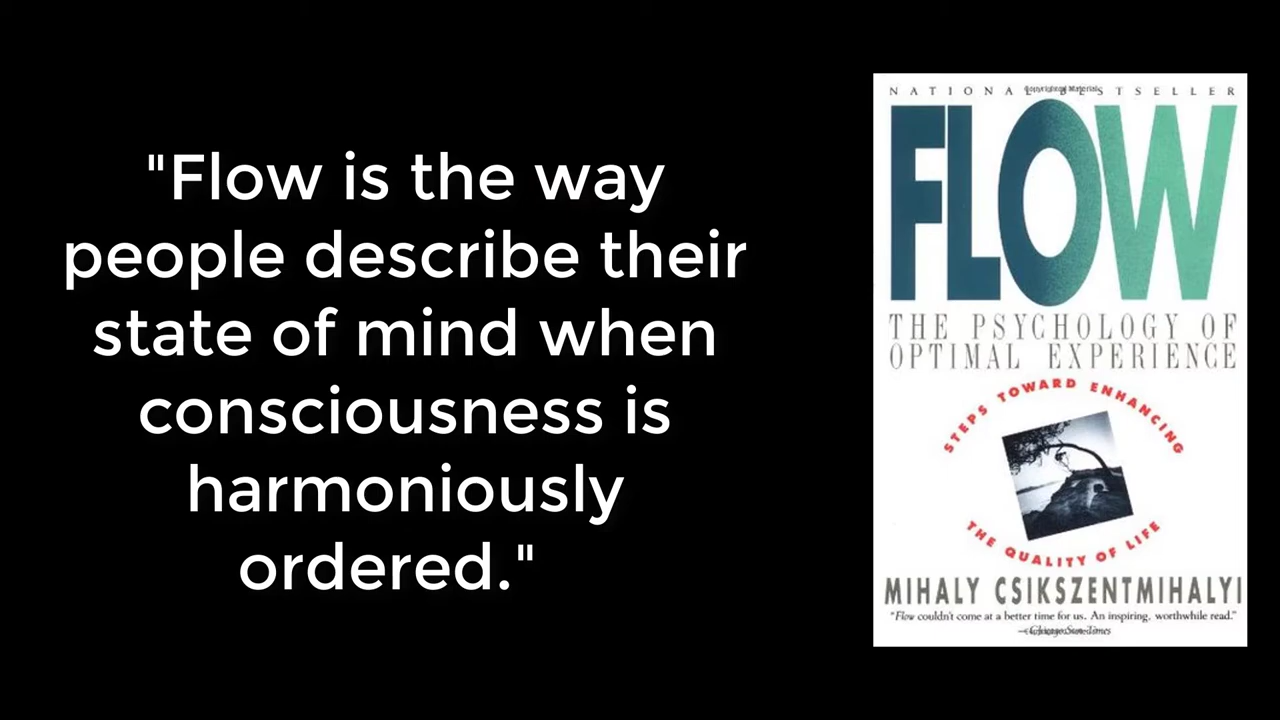 "Flow is the way
people describe their
state of mind when
consciousness is
harmoniously
ordered."
NATIONAL BESTSELLER
FLOW
THE PSYCHOLOGY OF
OPTIMAL EXPERIENCE
STEPS TOWARD ENHANCING
THE QUALITY OF LIFE
MIHALY CSIKSZENTMIHALYI
"Flow couldn't come at a better time for us. An inspiring, worthwhile read."